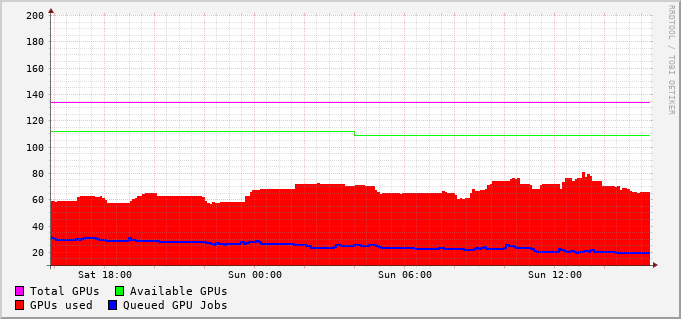 200
180
160
140
120
100
80
60
40
20
Sat 18:00 Sun 00:00 Sun 06:00 Sun 12:00
Total GPUs Available GPUs
GPUs used Queued GPU Jobs
RRDTOOL / TOBI OETIKER